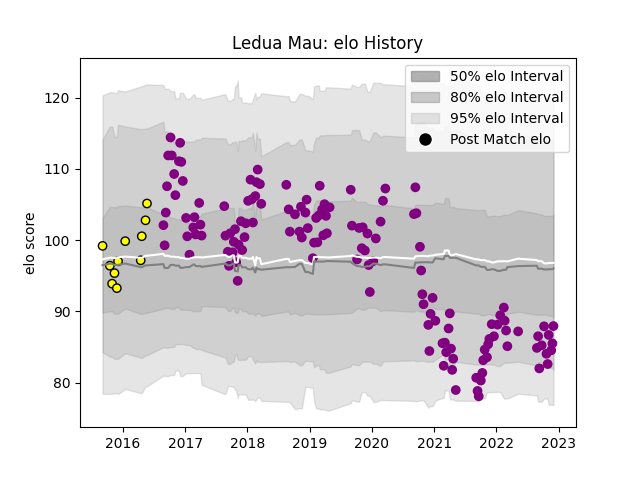 Ledua Mau: elo History
50% elo Interval
80% elo Interval
95% elo Interval
Post Match elo
elo score
120
110
100
90
80
2016 2017 2018 2019 2020 2021 2022 2023